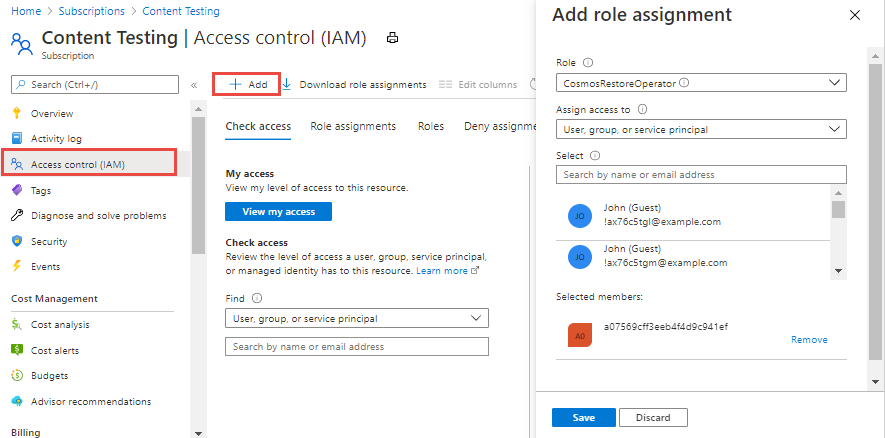 Home > Subscriptions > Content Testing
Content Testing | Access control (IAM)
Subscription
Search (Ctrl+/)
«
Overview
Activity log
Access control (IAM)
Tags
Diagnose and solve problems
Security
Events
Cost Management
Cost analysis
Cost alerts
Budgets
Advisor recommendations
Billing
+ Add
Download role assignments
Edit columns
Check access
Role assignments
Roles
Deny assignme
My access
View my level of access to this resource.
View my access
Check access
Review the level of access a user, group, service principal,
or managed identity has to this resource. Learn more
Find
User, group, or service principal
Search by name or email address
Add role assignment
Role
CosmosRestoreOperator
Assign access to
User, group, or service principal
Select
Search by name or email address
JO
John (Guest)
!ax76c5tgl@example.com
JO
John (Guest)
!ax76c5tgm@example.com
Selected members:
A0
a07569cff3eeb4f4d9c941ef
Remove
Save
Discard